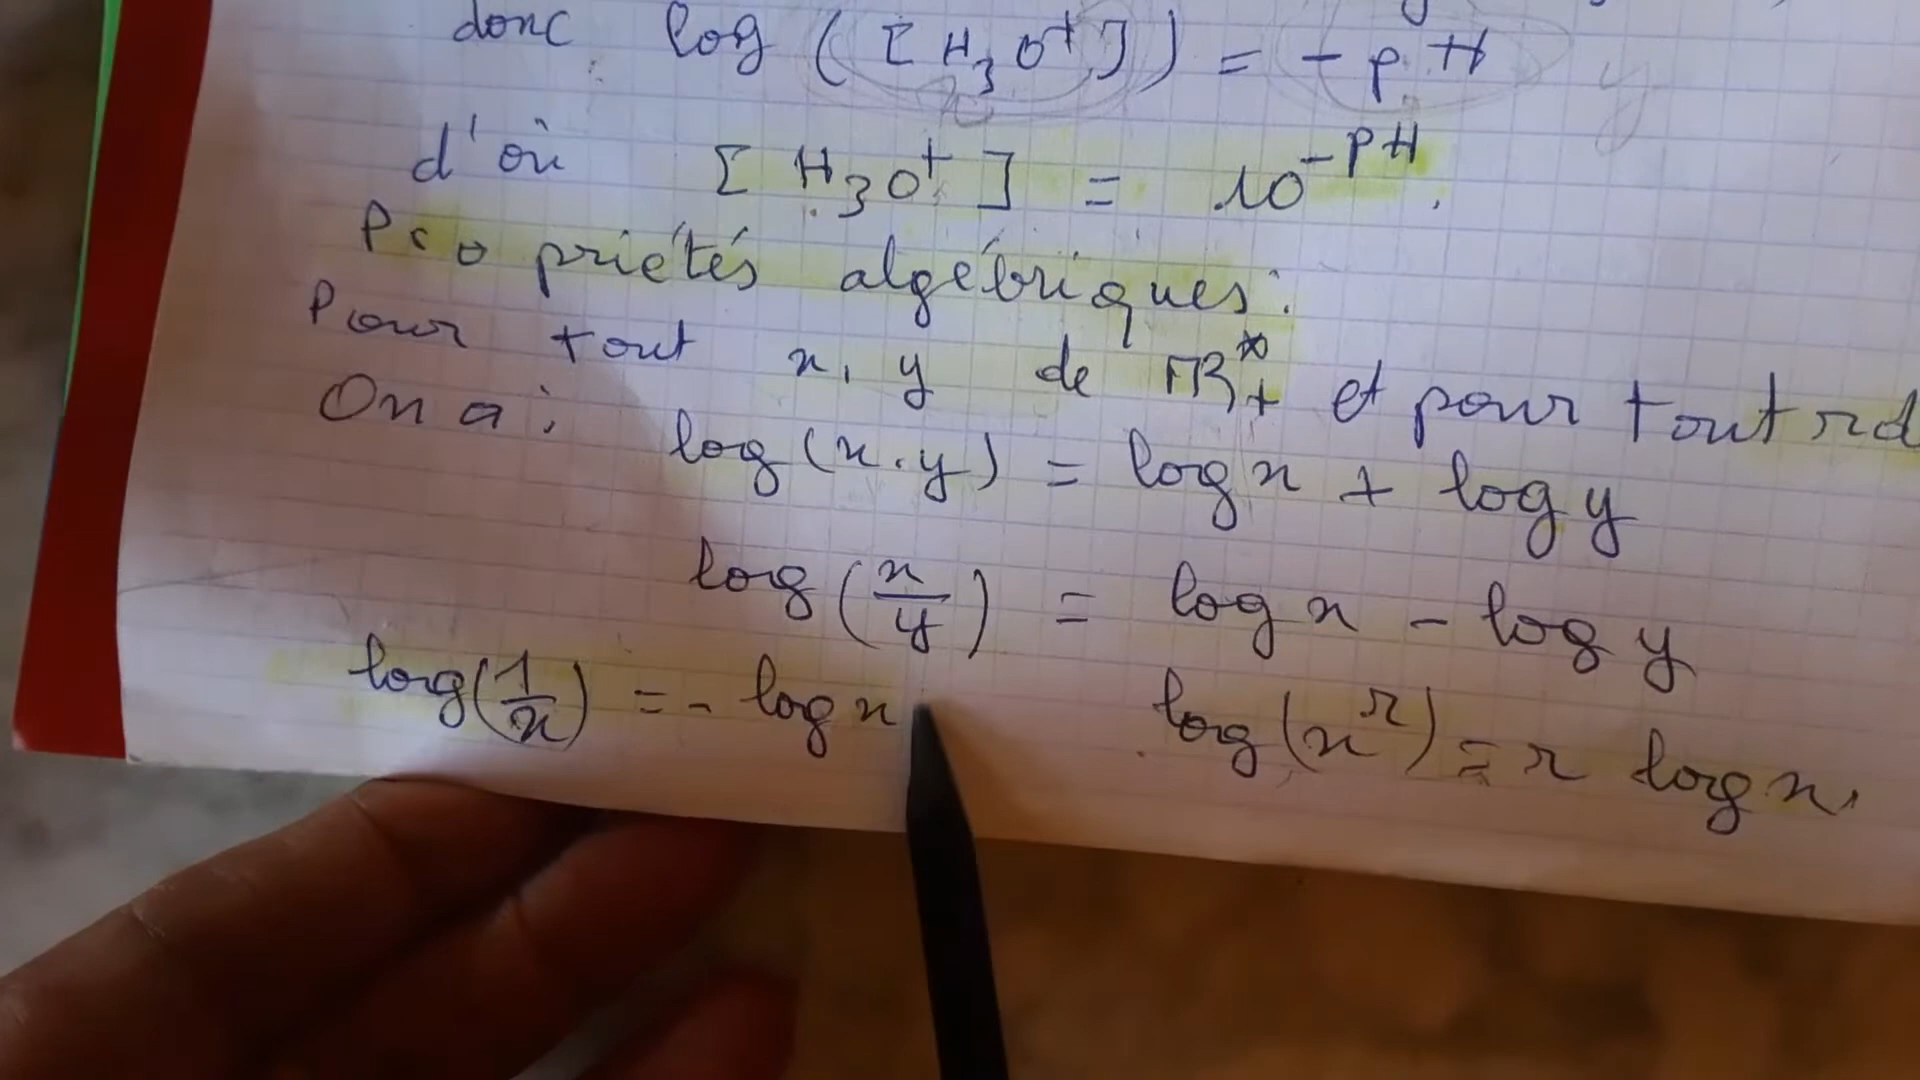 donc log ([H3O+]) = - pH
d'où [H3O+] = 10^-PH.
Propriétés algébriques:
Pour tout x, y de IR*+ et pour tout r d
On a: log(x.y) = log x + log y
log(x/y) = log x - log y
log(1/x) = - log x log(x^r) = r log x.